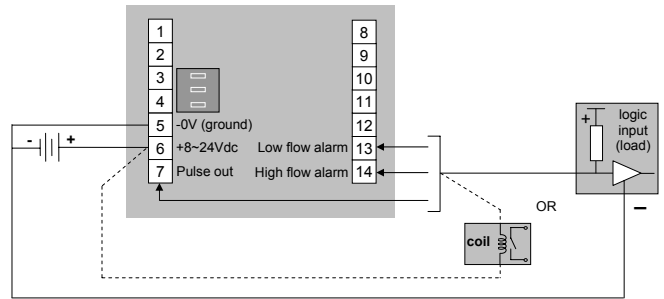 1
2
3
4
5 -0V (ground)
6 +8~24Vdc
7 Pulse out
8
9
10
11
12
Low flow alarm 13
High flow alarm 14
- +
+
logic
input
(load)
OR
–
coil